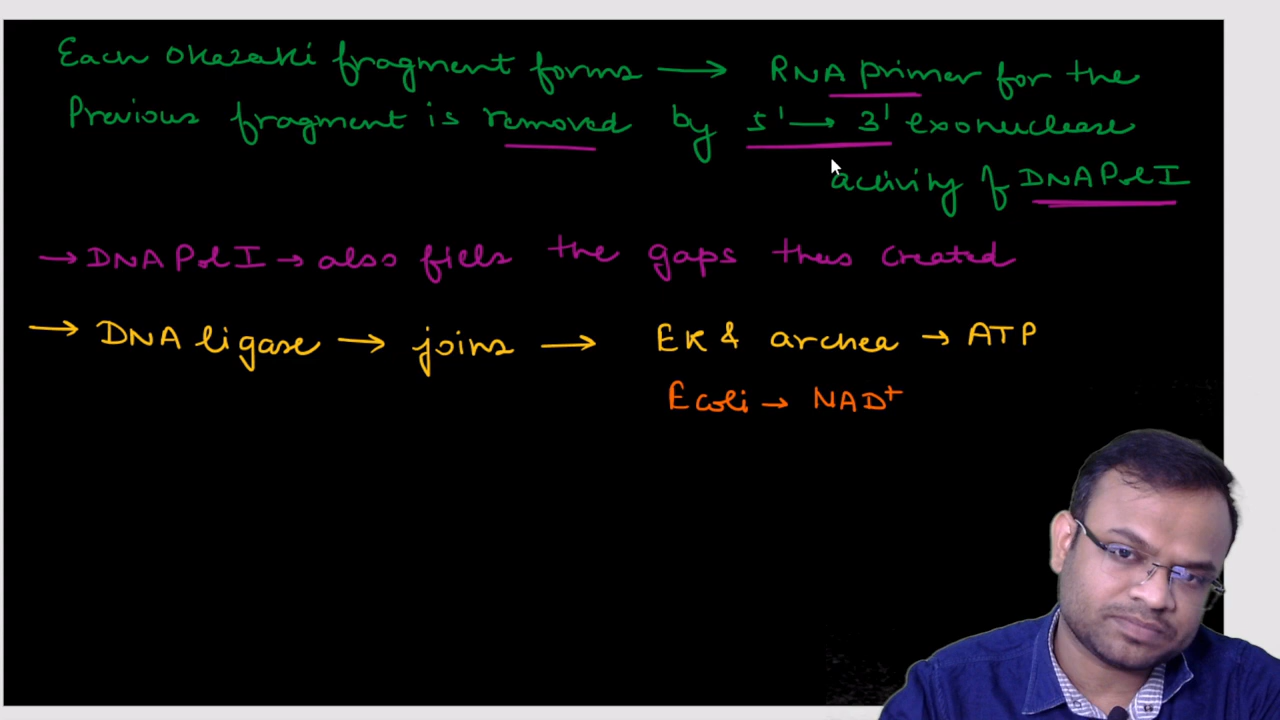 Each Okazaki fragment forms → RNA primer for the
Previous fragment is removed by 5' → 3' exonuclease
activity of DNA Pol I
→ DNA Pol I → also fills the gaps thus created
→ DNA ligase → joins → EK & archea → ATP
E coli → NAD+